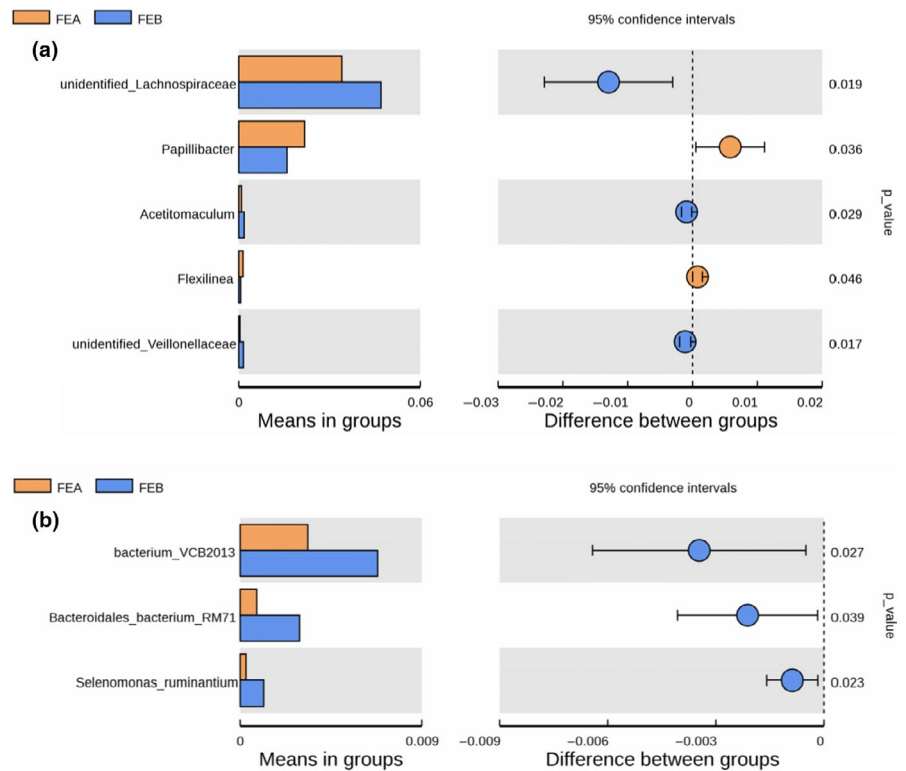 FEA FEB 95% confidence intervals
(a)
unidentified_Lachnospiraceae 0.019
Papillibacter 0.036
Acetitomaculum 0.029
Flexilinea 0.046
unidentified_Veillonellaceae 0.017
p_value
0 0.06 −0.03 −0.02 −0.01 0 0.01 0.02
Means in groups Difference between groups
FEA FEB 95% confidence intervals
(b)
bacterium_VCB2013 0.027
Bacteroidales_bacterium_RM71 0.039
Selenomonas_ruminantium 0.023
p_value
0 0.009 −0.009 −0.006 −0.003 0
Means in groups Difference between groups